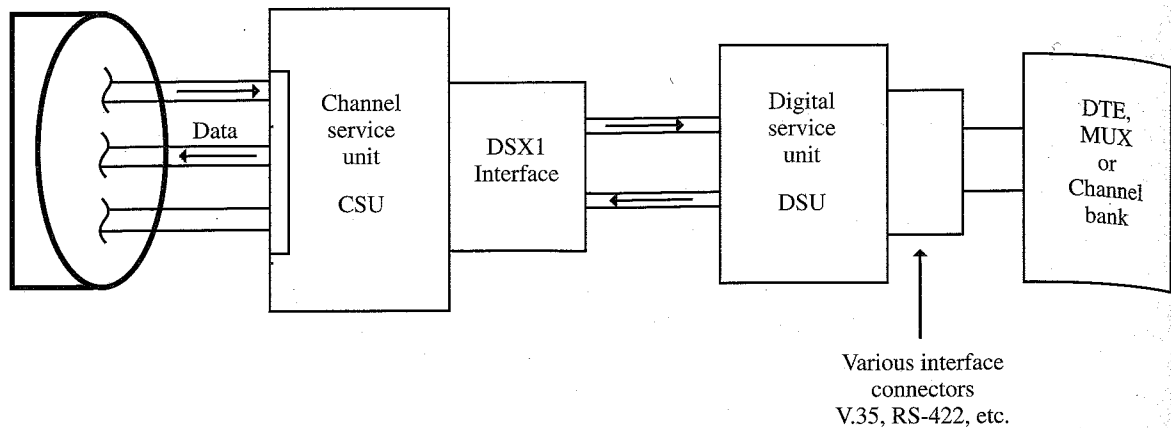 Data
Channel
service
unit
CSU
DSX1
Interface
Digital
service
unit
DSU
DTE,
MUX
or
Channel
bank
Various interface
connectors
V.35, RS-422, etc.